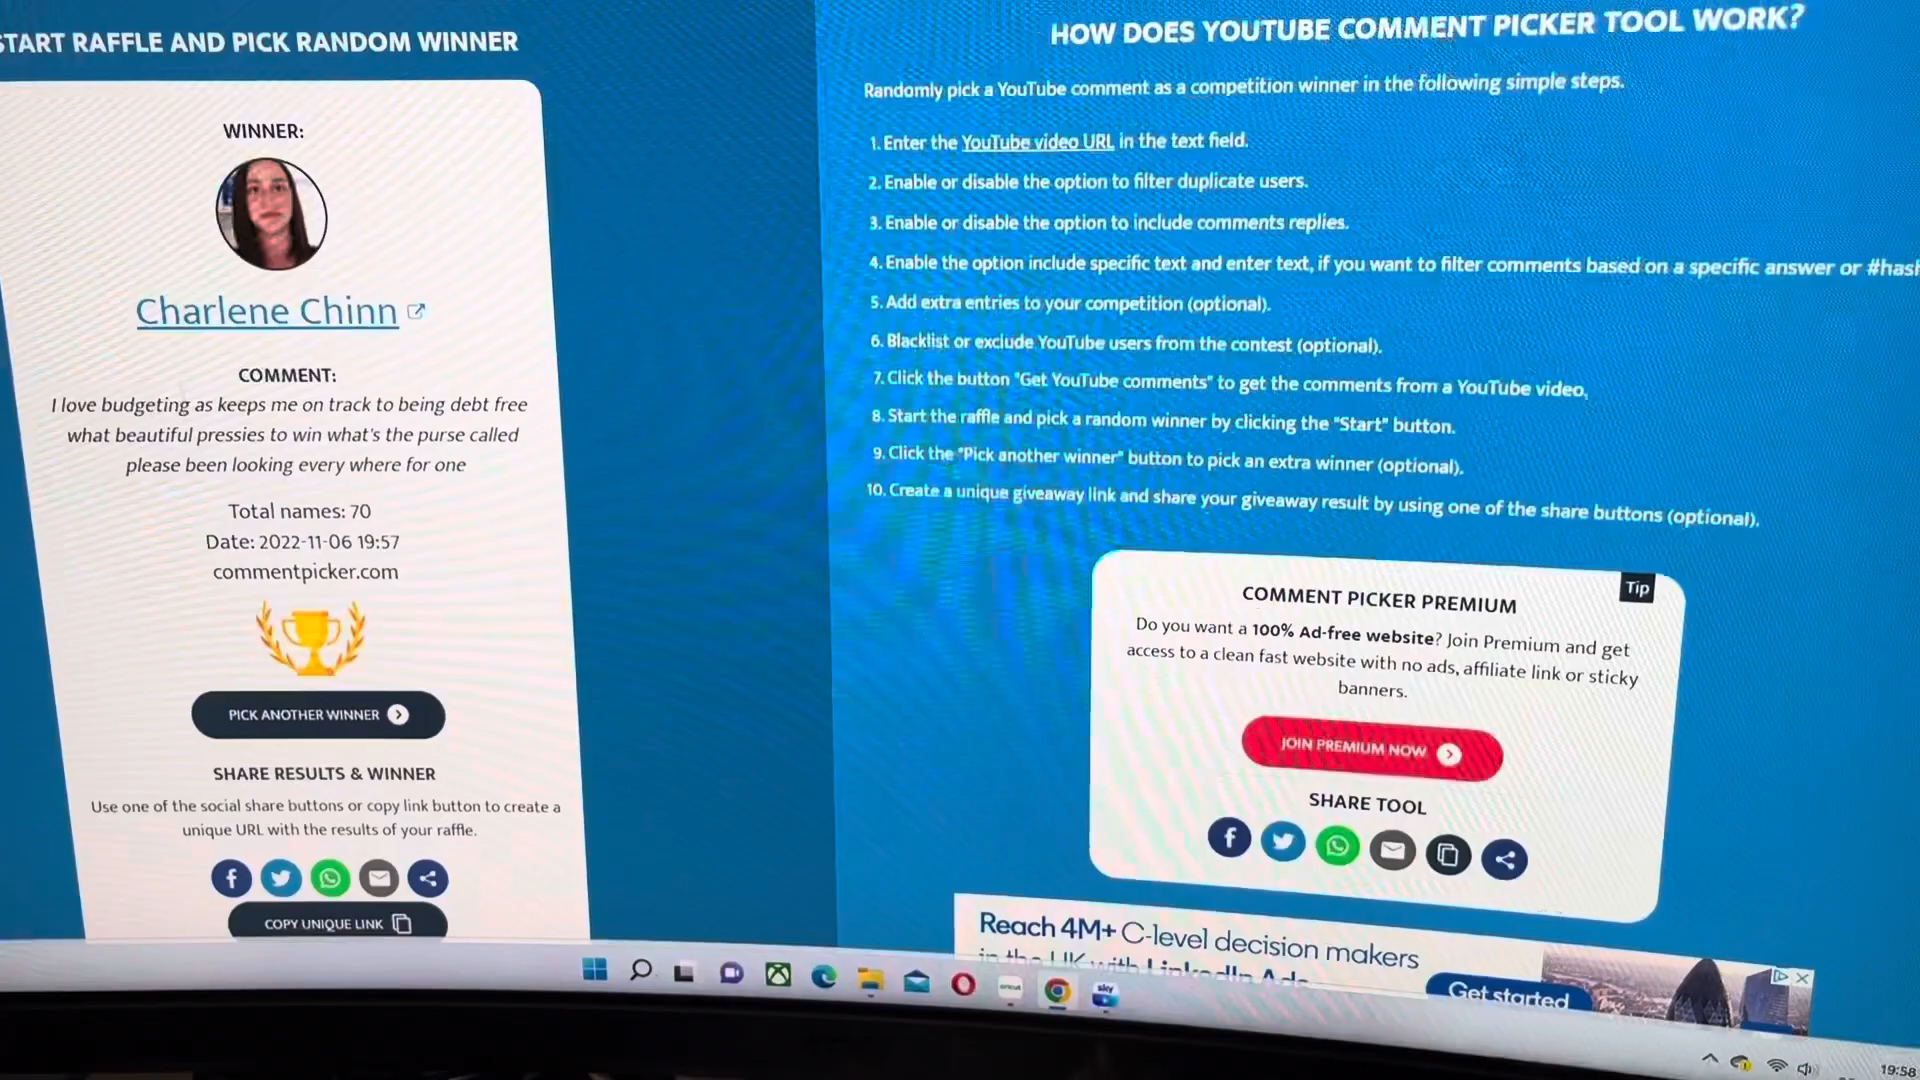 START RAFFLE AND PICK RANDOM WINNER
WINNER:
Charlene Chinn
COMMENT:
I love budgeting as keeps me on track to being debt free
what beautiful pressies to win what's the purse called
please been looking every where for one
Total names: 70
Date: 2022-11-06 19:57
commentpicker.com
PICK ANOTHER WINNER
SHARE RESULTS & WINNER
Use one of the social share buttons or copy link button to create a
unique URL with the results of your raffle.
COPY UNIQUE LINK
HOW DOES YOUTUBE COMMENT PICKER TOOL WORK?
Randomly pick a YouTube comment as a competition winner in the following simple steps.
1. Enter the YouTube video URL in the text field.
2. Enable or disable the option to filter duplicate users.
3. Enable or disable the option to include comments replies.
4. Enable the option include specific text and enter text, if you want to filter comments based on a specific answer or #hash
5. Add extra entries to your competition (optional).
6. Blacklist or exclude YouTube users from the contest (optional).
7. Click the button "Get YouTube comments" to get the comments from a YouTube video.
8. Start the raffle and pick a random winner by clicking the "Start" button.
9. Click the "Pick another winner" button to pick an extra winner (optional).
10. Create a unique giveaway link and share your giveaway result by using one of the share buttons (optional).
Tip
COMMENT PICKER PREMIUM
Do you want a 100% Ad-free website? Join Premium and get
access to a clean fast website with no ads, affiliate link or sticky
banners.
JOIN PREMIUM NOW
SHARE TOOL
Reach 4M+ C-level decision makers
in the UK with LinkedIn Ads
Get started
cricut
sky
19:58